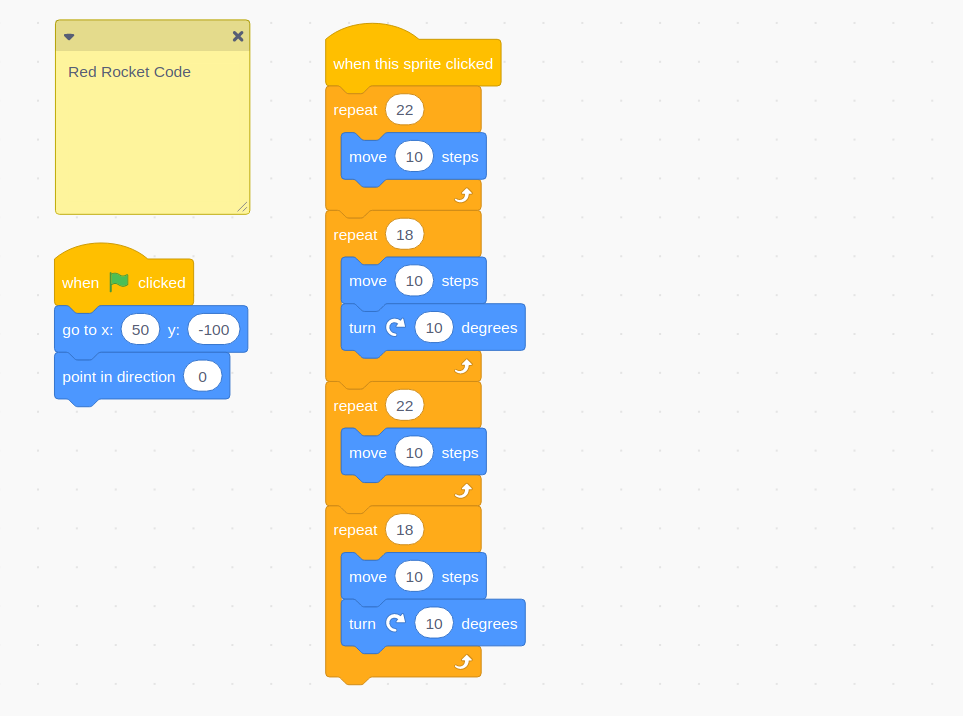 Red Rocket Code
when clicked
go to x: 50 y: -100
point in direction 0
when this sprite clicked
repeat 22
move 10 steps
repeat 18
move 10 steps
turn 10 degrees
repeat 22
move 10 steps
repeat 18
move 10 steps
turn 10 degrees